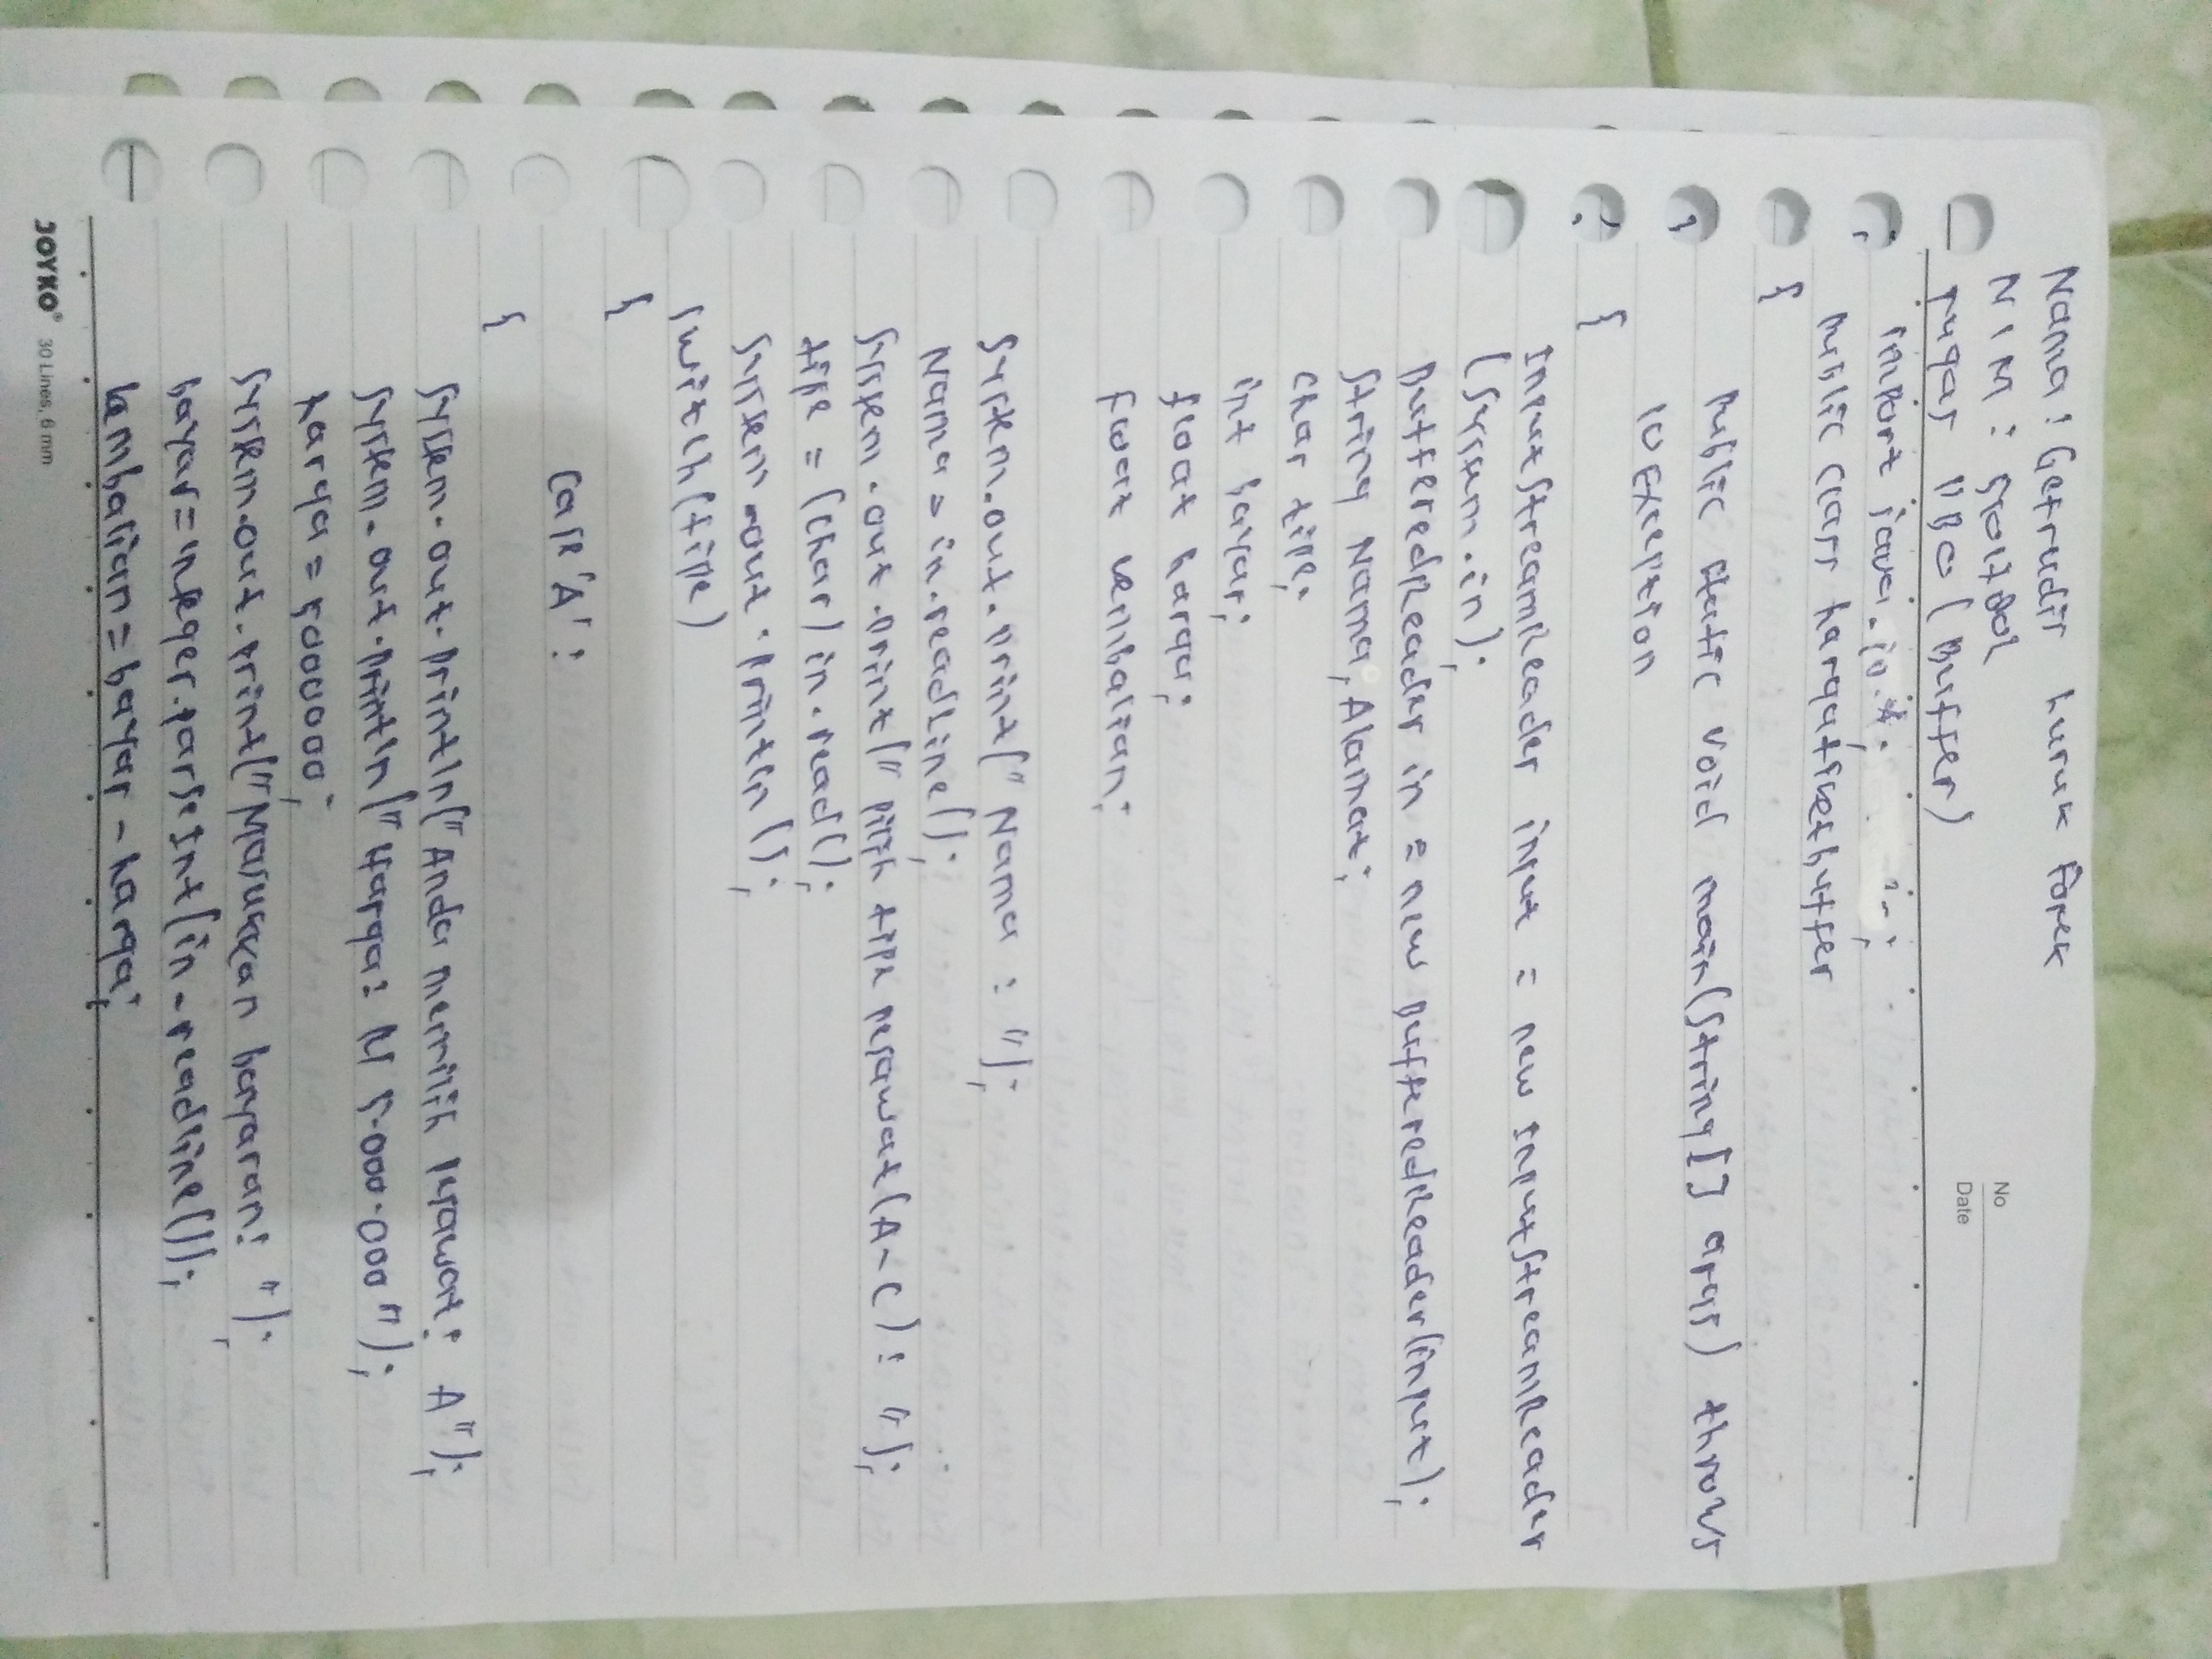 Nama : Getrudis kuruk Forek
NIM :
Tugas PBO (Buffer)
No
Date
import java.io.*;
public class hargatiketbuffer
{
public static void main(String[] args) throws
IOException
{
InputStreamReader input = new InputStreamReader
(System.in);
BufferedReader in = new BufferedReader(input);
String Nama, Alamat;
char tipe;
int bayar;
float harga;
float kembalian;
System.out.print("Nama : ");
Nama = in.readLine();
System.out.print("pilih tipe pesawat (A-C) : ");
tipe = (char) in.read();
System.out.println();
switch(tipe)
{
case 'A':
{
System.out.println("Anda memilih pesawat: A");
System.out.println("Harga: Rp 5.000.000");
harga = 5000000;
System.out.print("Masukkan bayaran: ");
bayar = integer.parseInt(in.readline());
kembalian = bayar - harga;
JOYKO® 30 Lines, 6 mm